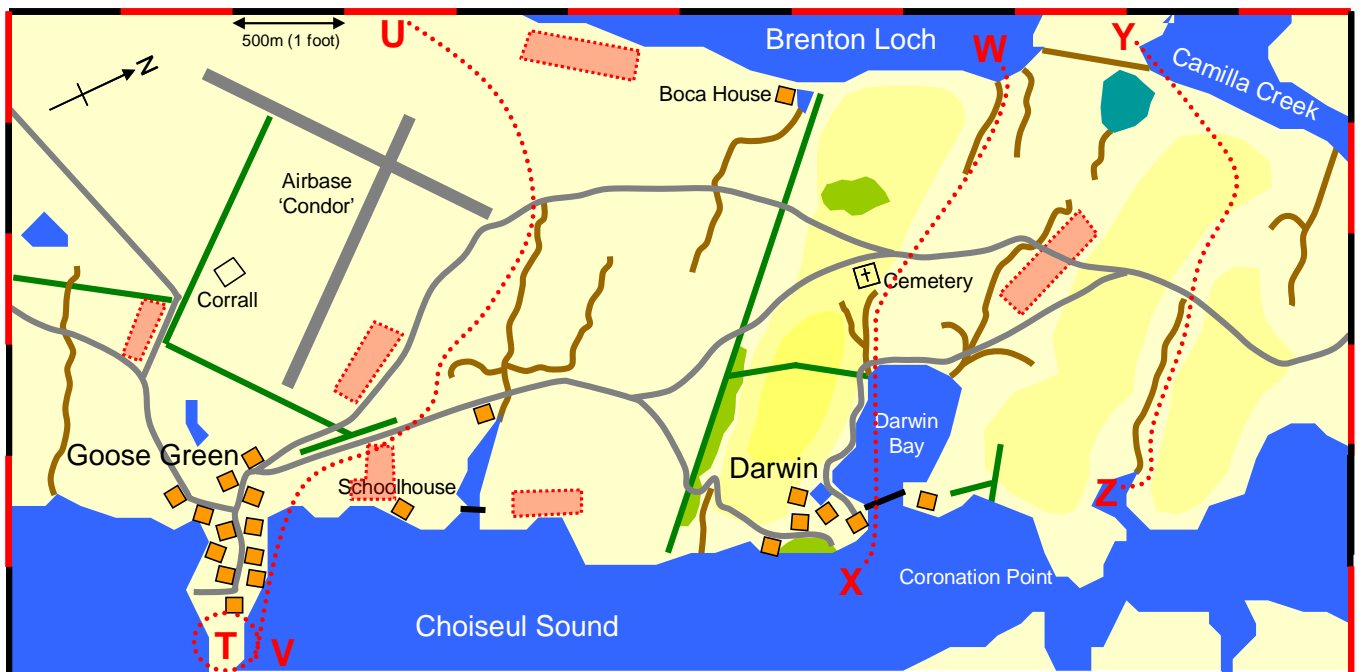 500m (1 foot)
U
Brenton Loch
W
Y
Camilla Creek
N
Boca House
Airbase
'Condor'
Corrall
Cemetery
Darwin
Bay
Goose Green
Darwin
Schoolhouse
Z
X
Coronation Point
T
V
Choiseul Sound